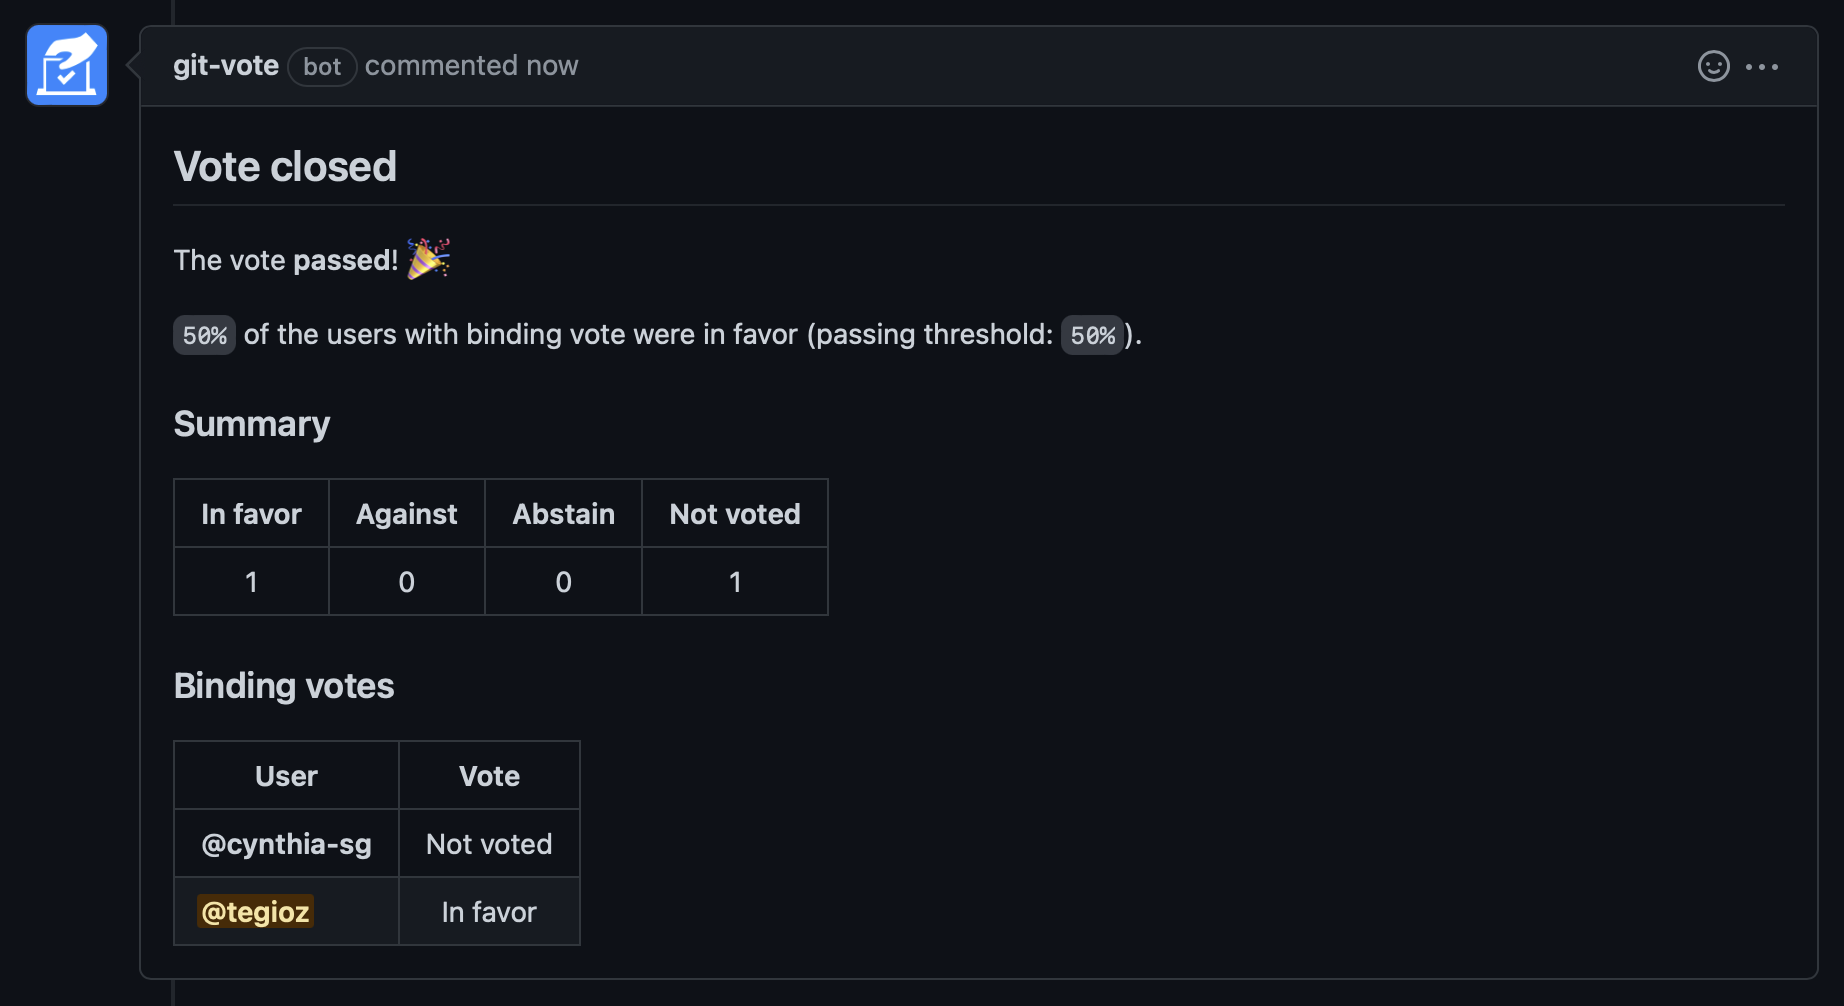 git-vote bot commented now
Vote closed
The vote passed! 🎉
50% of the users with binding vote were in favor (passing threshold: 50%).
Summary
In favor Against Abstain Not voted
1 0 0 1
Binding votes
User Vote
@cynthia-sg Not voted
@tegioz In favor